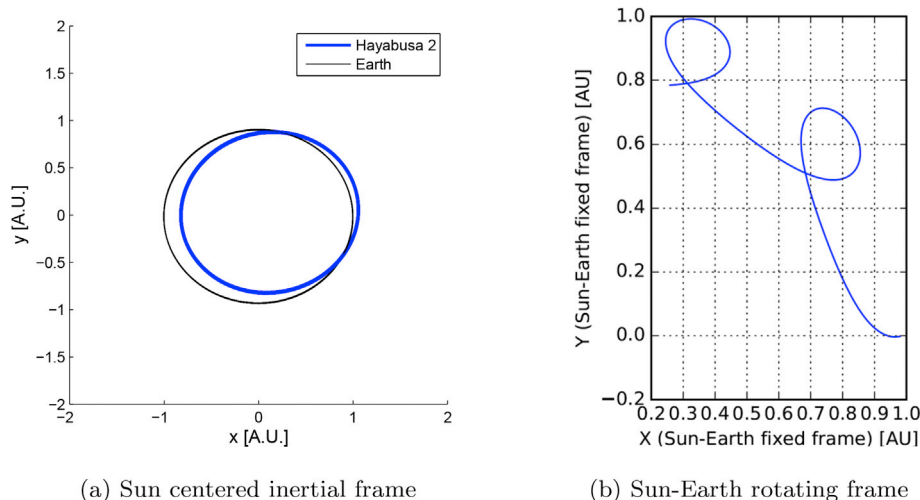 2
1.5
1
0.5
0
−0.5
−1
−1.5
−2
y [A.U.]
−2
−1
0
1
2
x [A.U.]
Hayabusa 2
Earth
(a) Sun centered inertial frame
1.0
0.8
0.6
0.4
0.2
0.0
−0.2
Y (Sun-Earth fixed frame) [AU]
0.2 0.3 0.4 0.5 0.6 0.7 0.8 0.9 1.0
X (Sun-Earth fixed frame) [AU]
(b) Sun-Earth rotating frame